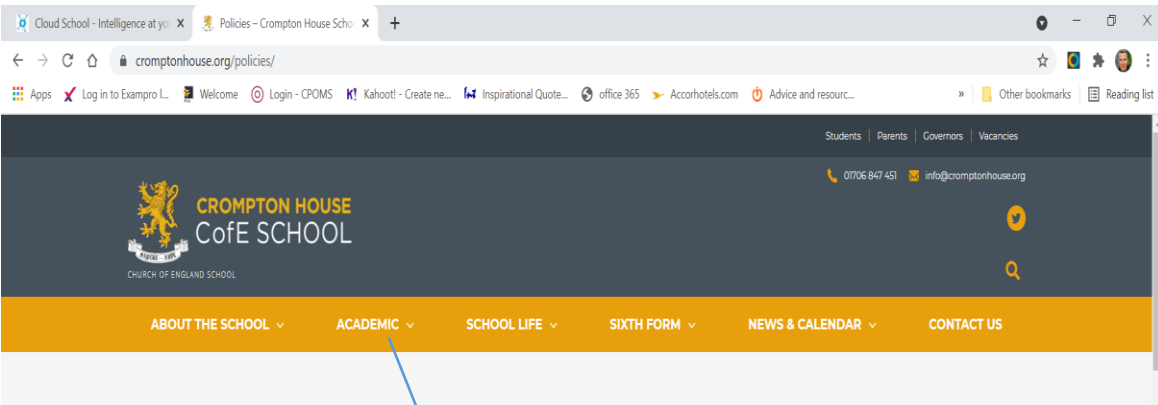 Cloud School - Intelligence at yo
Policies – Crompton House Scho
cromptonhouse.org/policies/
Apps Log in to Exampro l... Welcome Login - CPOMS K! Kahoot! - Create ne... Inspirational Quote... office 365 Accorhotels.com Advice and resourc... » Other bookmarks Reading list
Students | Parents | Governors | Vacancies
01706 847 451 info@cromptonhouse.org
CROMPTON HOUSE
CofE SCHOOL
CHURCH OF ENGLAND SCHOOL
ABOUT THE SCHOOL ACADEMIC SCHOOL LIFE SIXTH FORM NEWS & CALENDAR CONTACT US